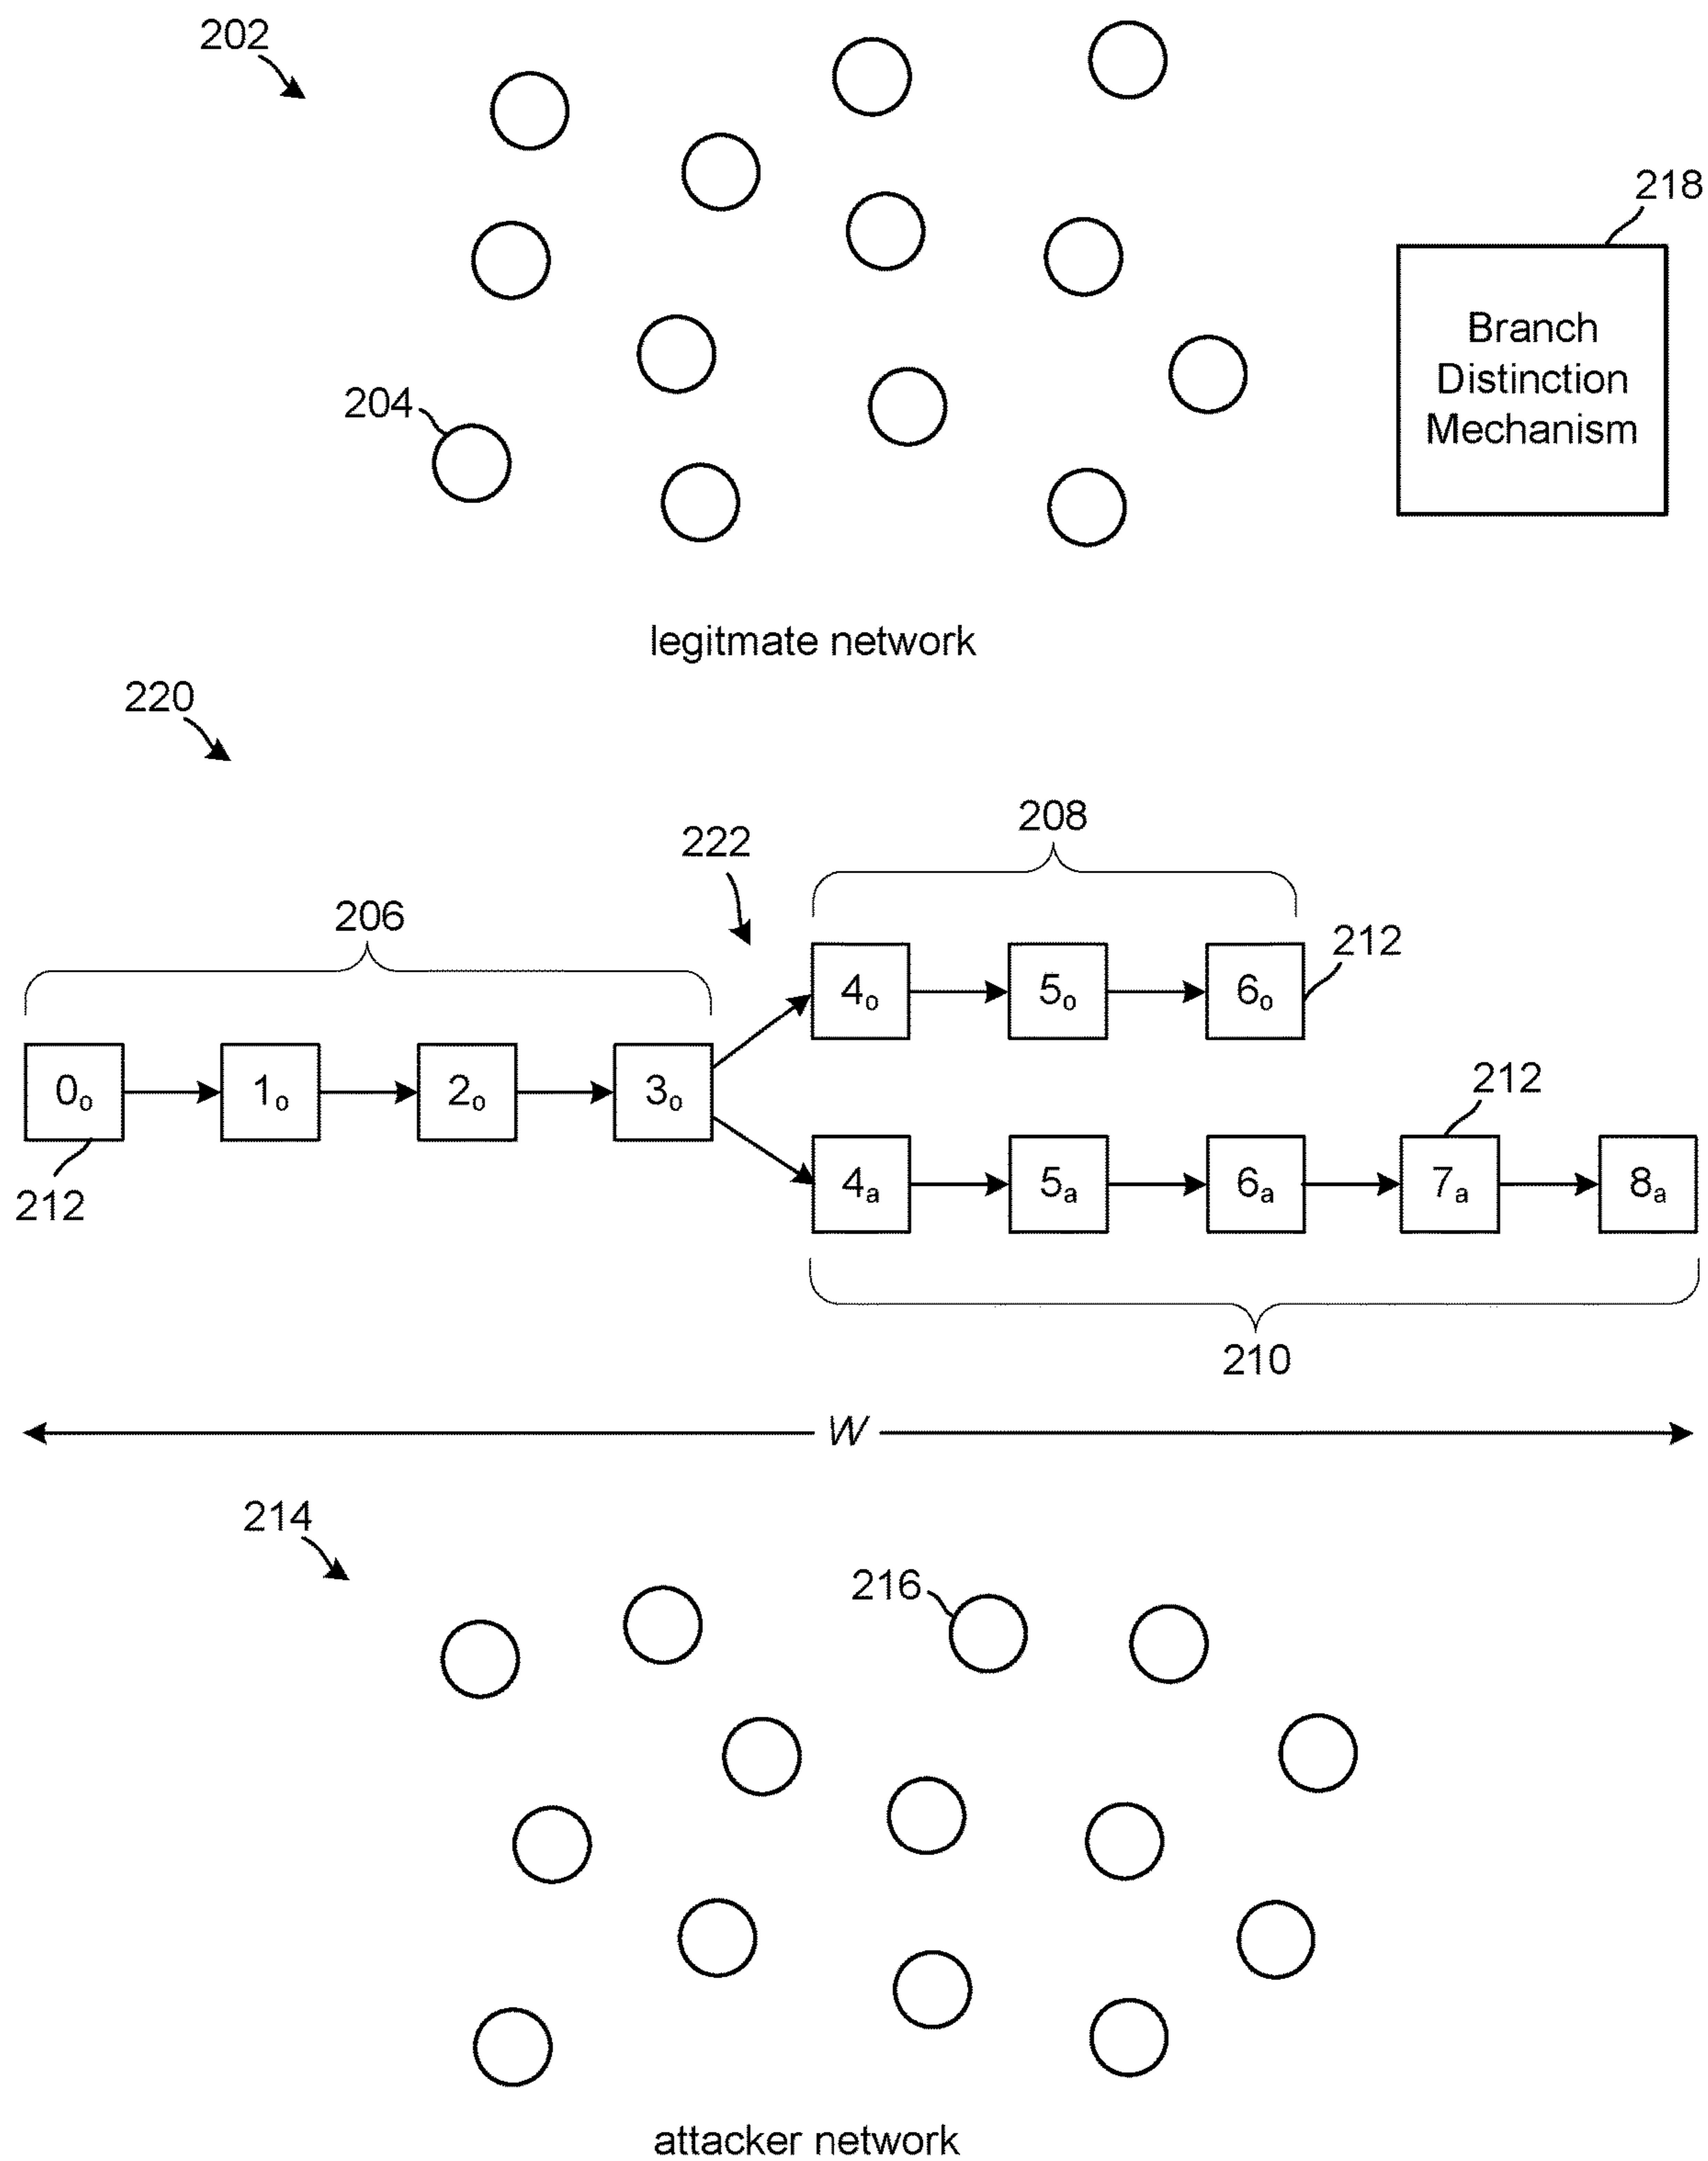 202
218
Branch
Distinction
Mechanism
204
legitmate network
220
208
222
206
212
4o 5o 6o
0o 1o 2o 3o
212
4a 5a 6a 7a 8a
212
210
W
214
216
attacker network